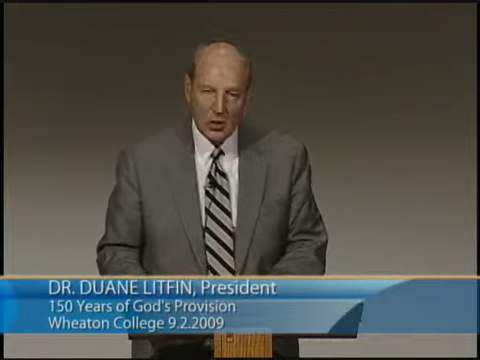 DR. DUANE LITFIN, President
150 Years of God's Provision
Wheaton College 9.2.2009